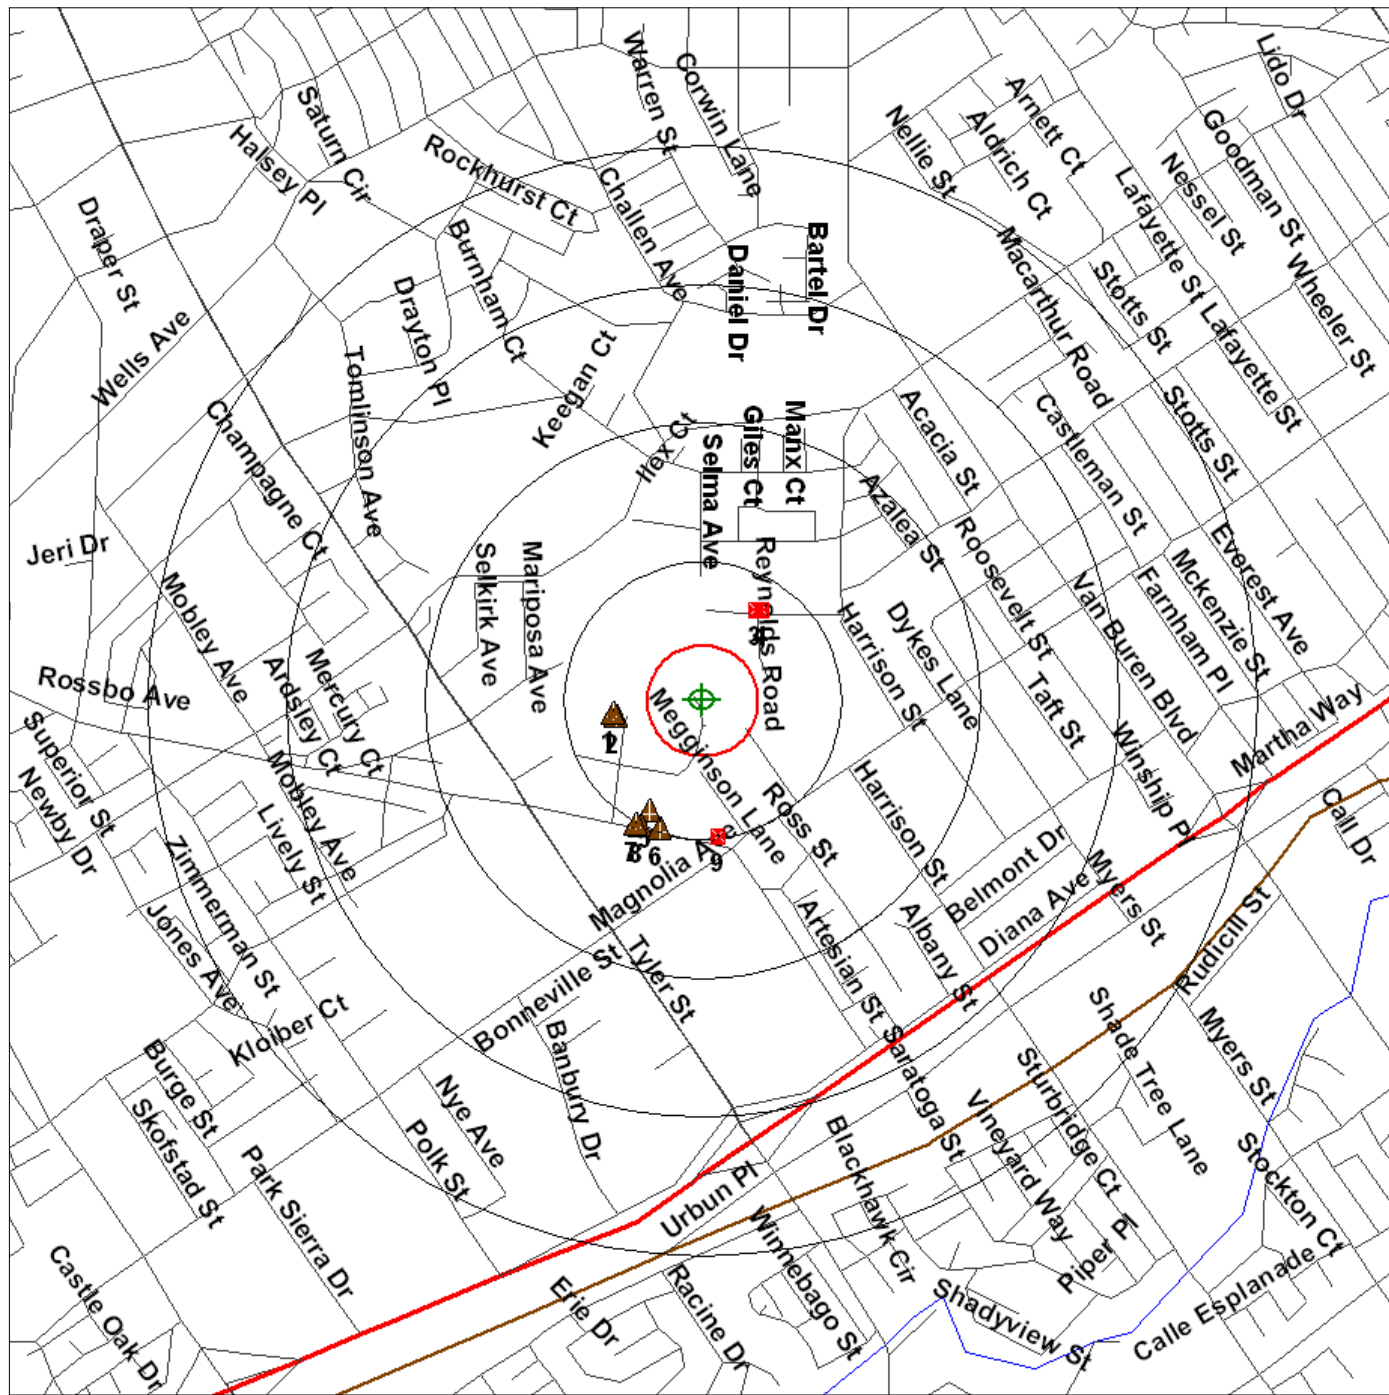 Lido Dr
Warren St
Corwin Lane
Arnett Ct
Saturn Cir
Nellie St
Aldrich Ct
Goodman St
Halsey Pl
Rockhurst Ct
Nessel St
Challen Ave
Lafayette St
Draper St
Burnham Ct
Bartel Dr
Daniel Dr
Macarthur Road
Wheeler St
Stotts St
Drayton Pl
Lafayette St
Wells Ave
Keegan Ct
Tomlinson Ave
Champagne Ct
Acacia St
Stotts St
Castleman St
Ilex Ct
Selma Ave
Giles Ct
Manx Ct
Azalea St
Jeri Dr
Selkirk Ave
Mariposa Ave
Reynolds Road
Roosevelt St
Everest Ave
Mckenzie St
Farnham Pl
Van Buren Blvd
Mobley Ave
Harrison St
Dykes Lane
Rossbo Ave
Ardsley Ct
Mercury Ct
Megginson Lane
Taft St
Martha Way
Superior St
Winship Pl
Newby Dr
Mobley Ave
Lively St
Ross St
Harrison St
Call Dr
6
9
Zimmerman St
Magnolia Ave
Belmont Dr
Diana Ave
Myers St
Jones Ave
Artesian St
Albany St
Rudicill St
Tyler St
Bonneville St
Kloiber Ct
Banbury Dr
Shade Tree Lane
Myers St
Saratoga St
Sturbridge Ct
Burge St
Nye Ave
Vineyard Way
Skofstad St
Polk St
Blackhawk Cir
Stockton Ct
Park Sierra Dr
Urbun Pl
Winnebago St
Piper Pl
Castle Oak Dr
Erie Dr
Racine Dr
Shadyview St
Calle Esplanade